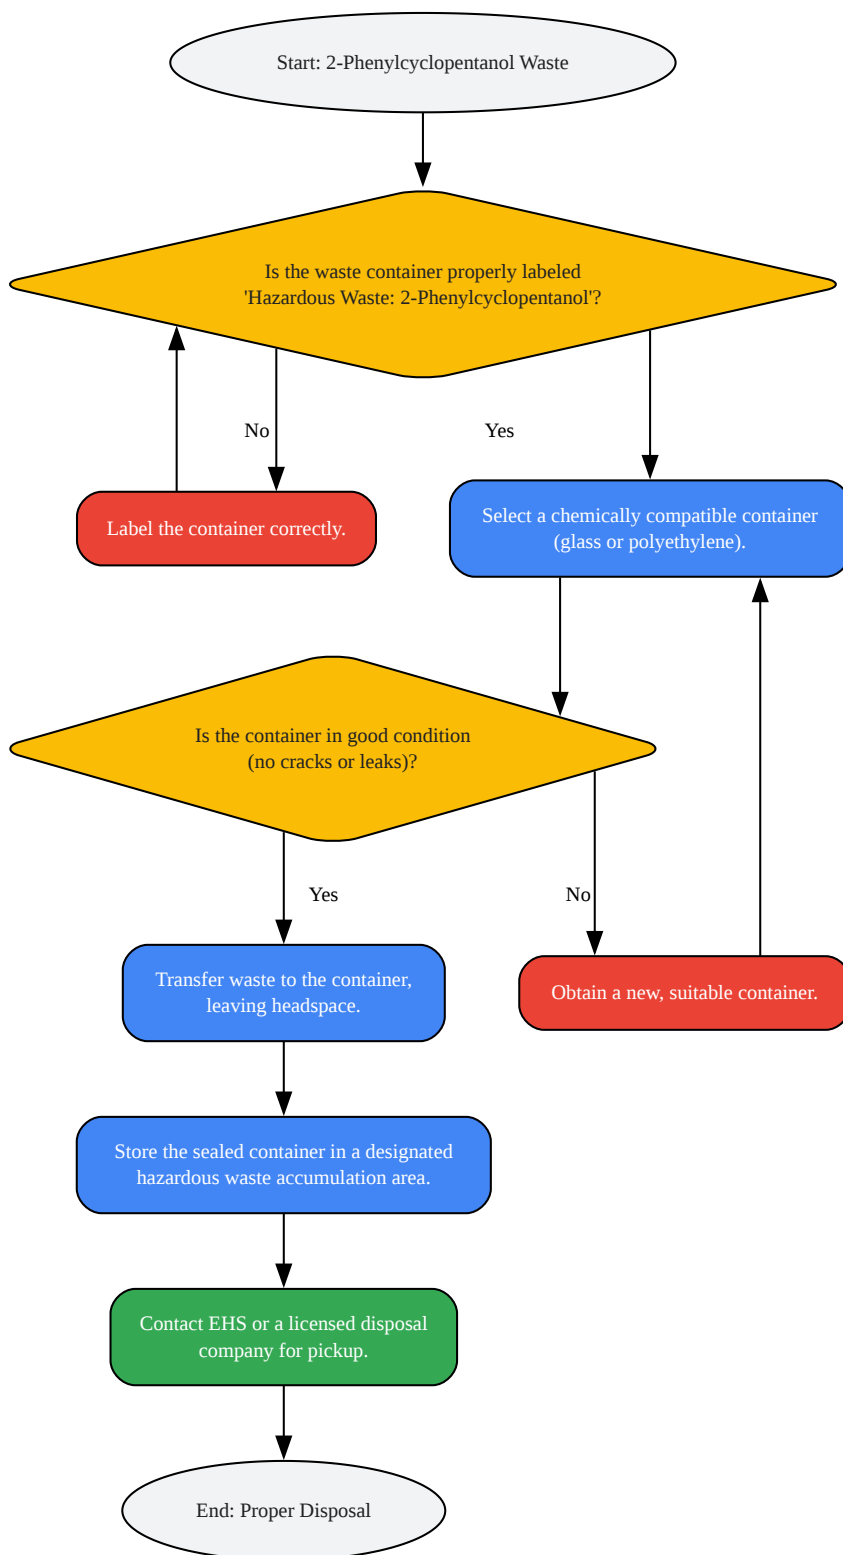 Start: 2-Phenylcyclopentanol Waste
Is the waste container properly labeled
'Hazardous Waste: 2-Phenylcyclopentanol'?
No
Yes
Label the container correctly.
Select a chemically compatible container
(glass or polyethylene).
Is the container in good condition
(no cracks or leaks)?
Yes
No
Transfer waste to the container,
leaving headspace.
Obtain a new, suitable container.
Store the sealed container in a designated
hazardous waste accumulation area.
Contact EHS or a licensed disposal
company for pickup.
End: Proper Disposal